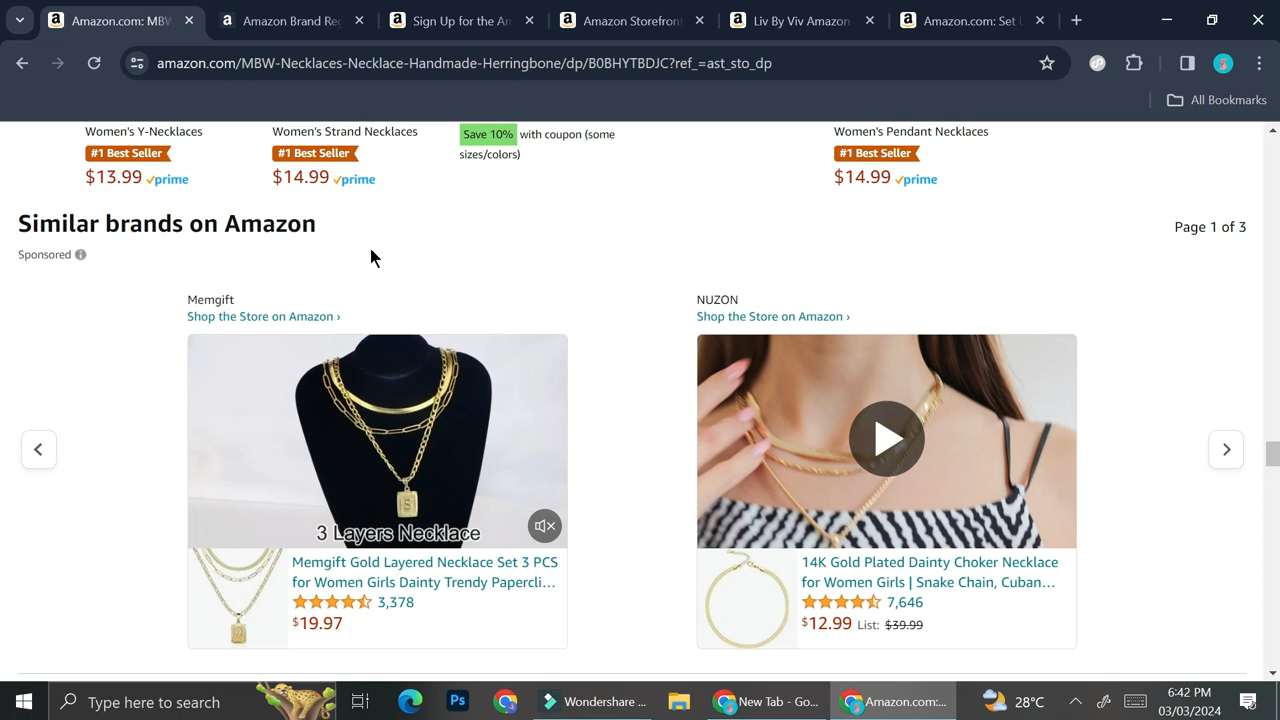 Amazon.com: MBW
Amazon Brand Re
Sign Up for the Am
Amazon Storefront
Liv By Viv Amazon
Amazon.com: Set U
amazon.com/MBW-Necklaces-Necklace-Handmade-Herringbone/dp/B0BHYTBDJC?ref_=ast_sto_dp
All Bookmarks
Women's Y-Necklaces
#1 Best Seller
$13.99 prime
Women's Strand Necklaces
#1 Best Seller
$14.99 prime
Save 10% with coupon (some
sizes/colors)
Women's Pendant Necklaces
#1 Best Seller
$14.99 prime
Similar brands on Amazon
Page 1 of 3
Sponsored
Memgift
Shop the Store on Amazon ›
3 Layers Necklace
Memgift Gold Layered Necklace Set 3 PCS
for Women Girls Dainty Trendy Papercli...
3,378
$19.97
NUZON
Shop the Store on Amazon ›
14K Gold Plated Dainty Choker Necklace
for Women Girls | Snake Chain, Cuban...
7,646
$12.99 List: $39.99
Type here to search
Ps
Wondershare ...
New Tab - Go...
Amazon.com:...
28°C
6:42 PM
03/03/2024